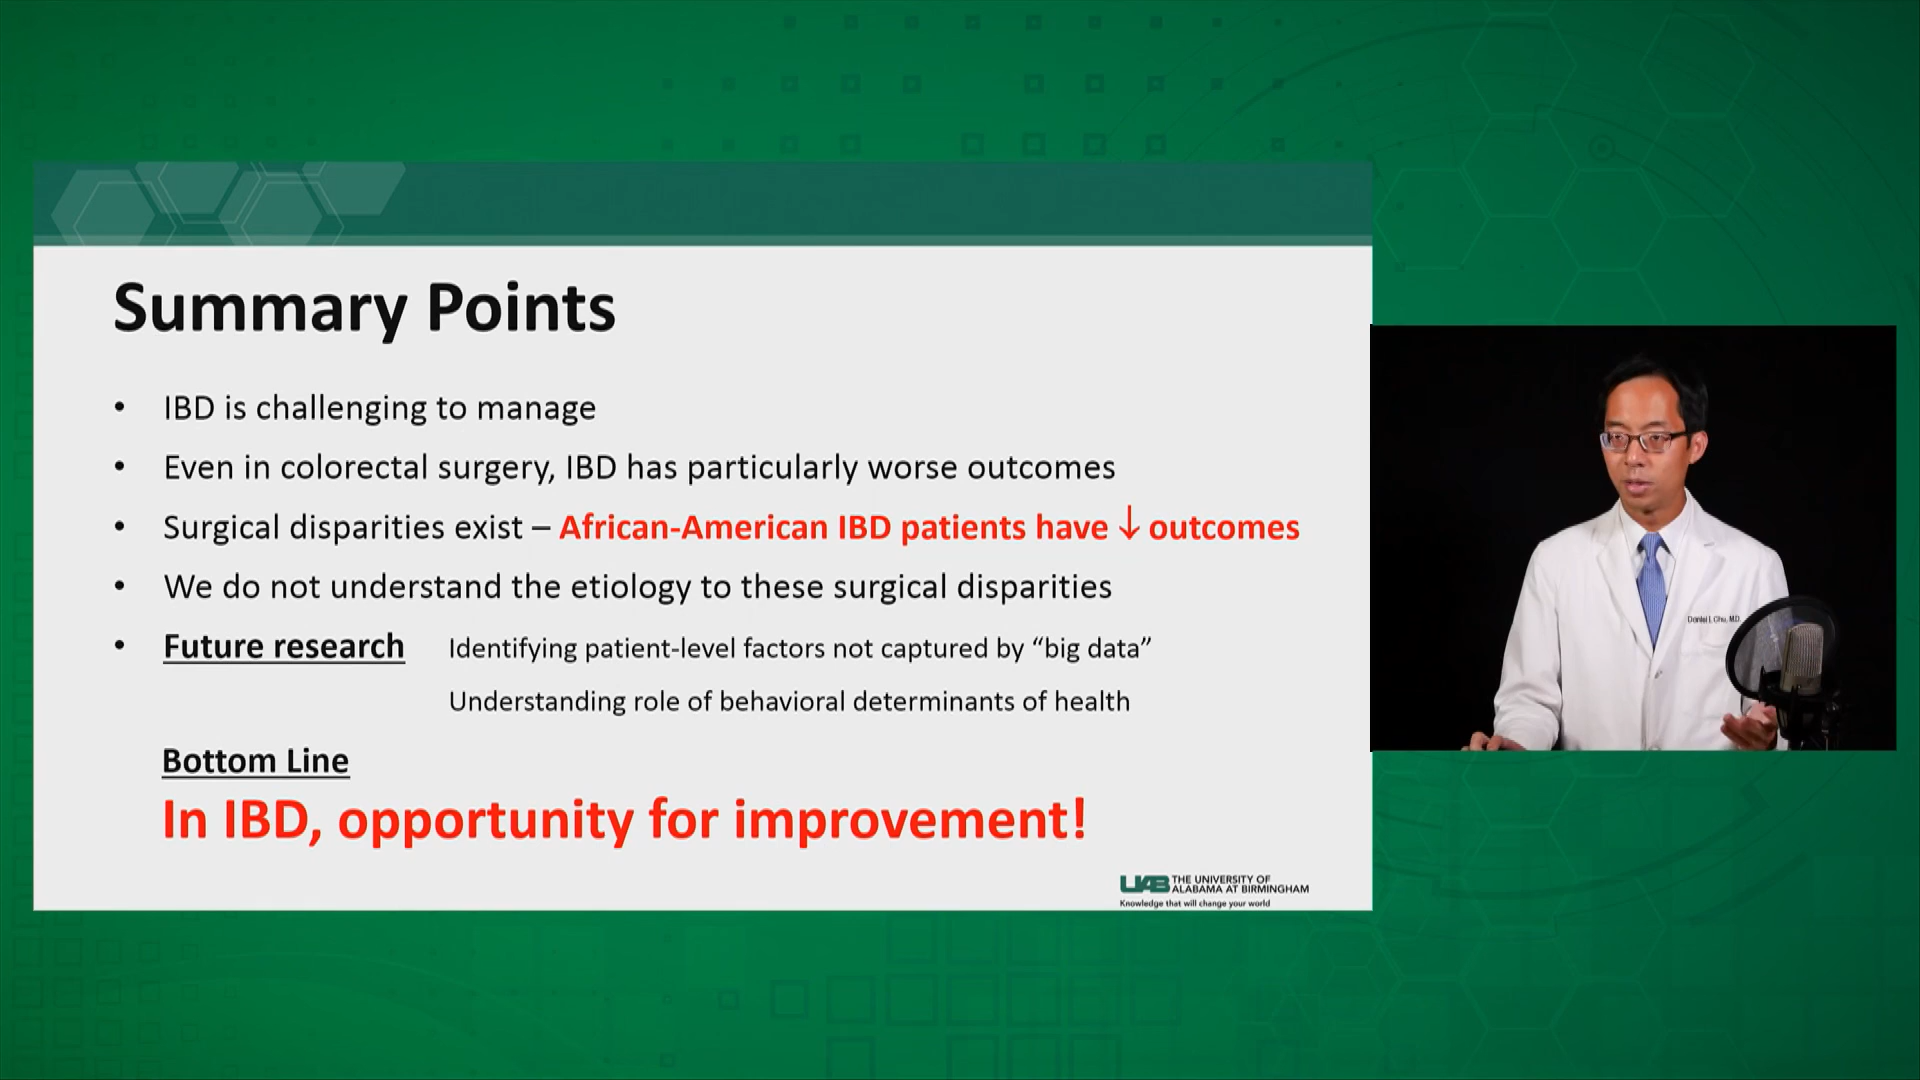 Summary Points
• IBD is challenging to manage
• Even in colorectal surgery, IBD has particularly worse outcomes
• Surgical disparities exist – African-American IBD patients have ↓ outcomes
• We do not understand the etiology to these surgical disparities
• Future research Identifying patient-level factors not captured by “big data”
Understanding role of behavioral determinants of health
Bottom Line
In IBD, opportunity for improvement!
UAB THE UNIVERSITY OF
ALABAMA AT BIRMINGHAM
Knowledge that will change your world
Daniel I. Chu, M.D.